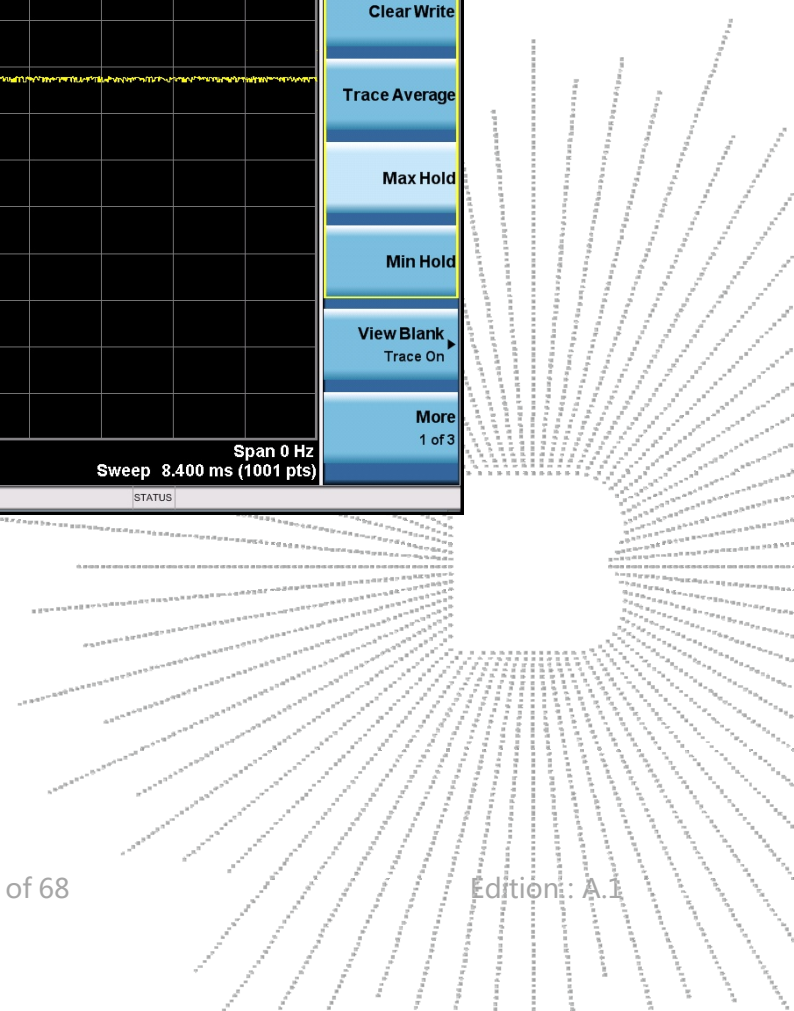 Clear Write
Trace Average
Max Hold
Min Hold
View Blank
Trace On
More
1 of 3
Span 0 Hz
Sweep 8.400 ms (1001 pts)
STATUS
of 68
Edition: A.1